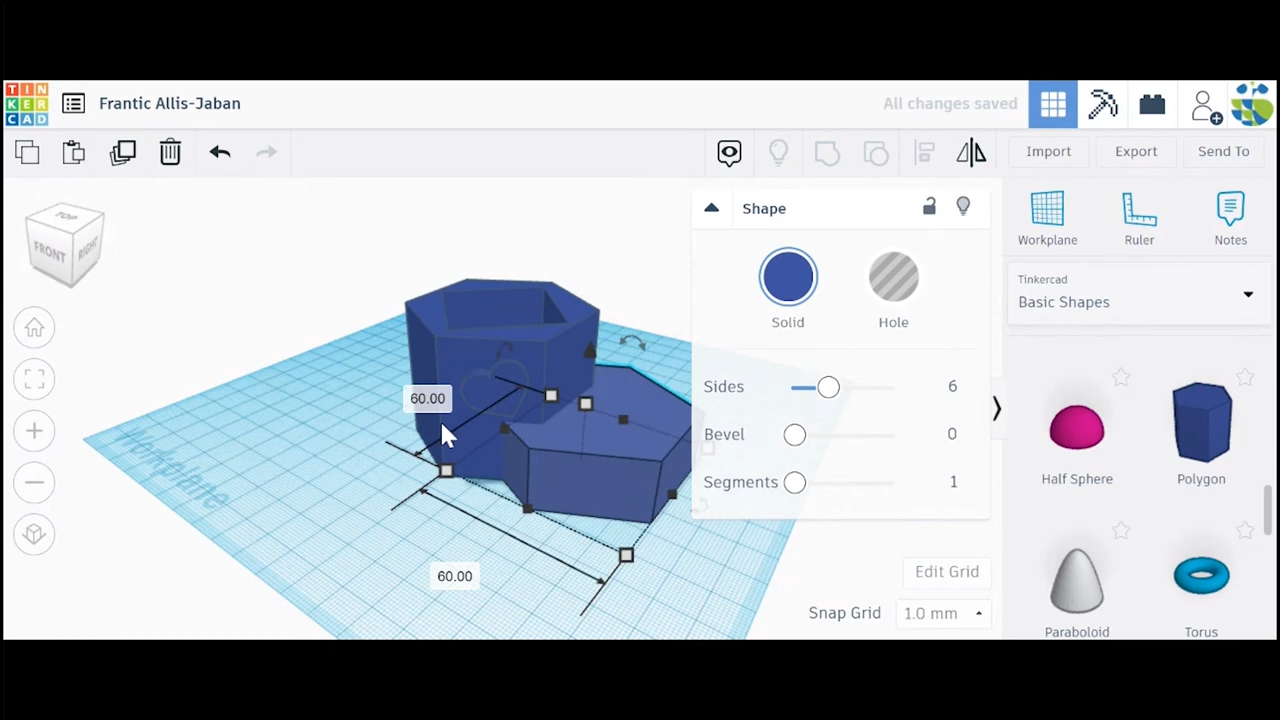 TIN
KER
CAD
Frantic Allis-Jaban
All changes saved
Import
Export
Send To
TOP
FRONT
RIGHT
Shape
Solid
Hole
Sides
6
Bevel
0
Segments
1
Workplane
Ruler
Notes
Tinkercad
Basic Shapes
Half Sphere
Polygon
Paraboloid
Torus
60.00
60.00
Workplane
Edit Grid
Snap Grid
1.0 mm